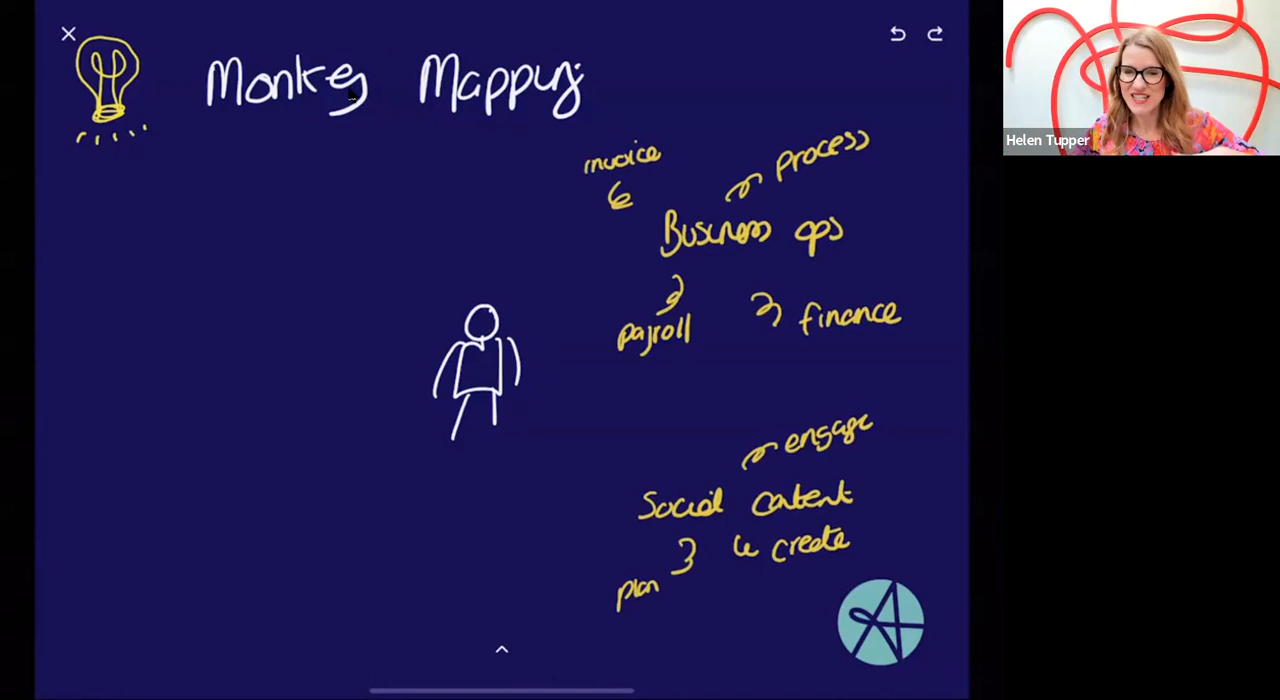 Monkey Mapping
Helen Tupper
invoice
process
Business ops
payroll
finance
engage
Social content
create
plan